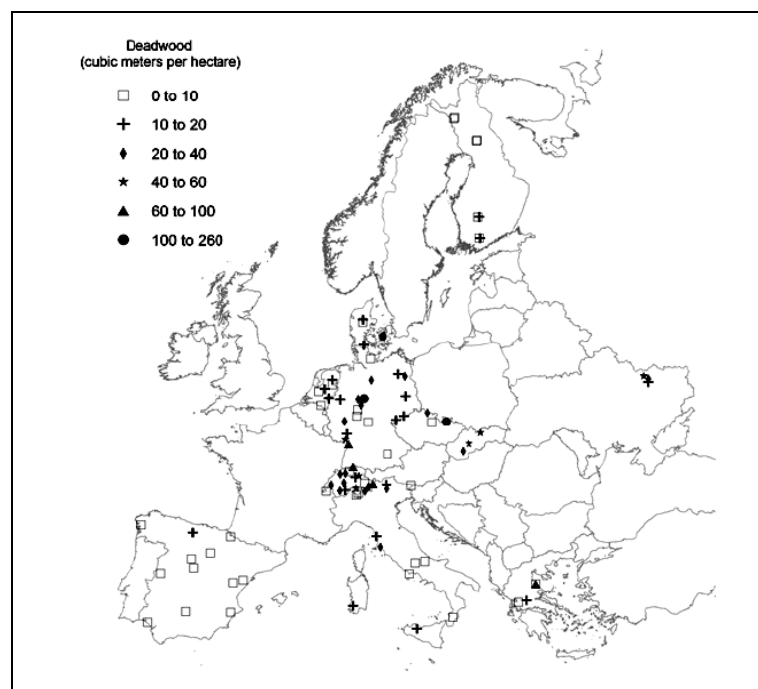 Deadwood
(cubic meters per hectare)
0 to 10
10 to 20
20 to 40
40 to 60
60 to 100
100 to 260